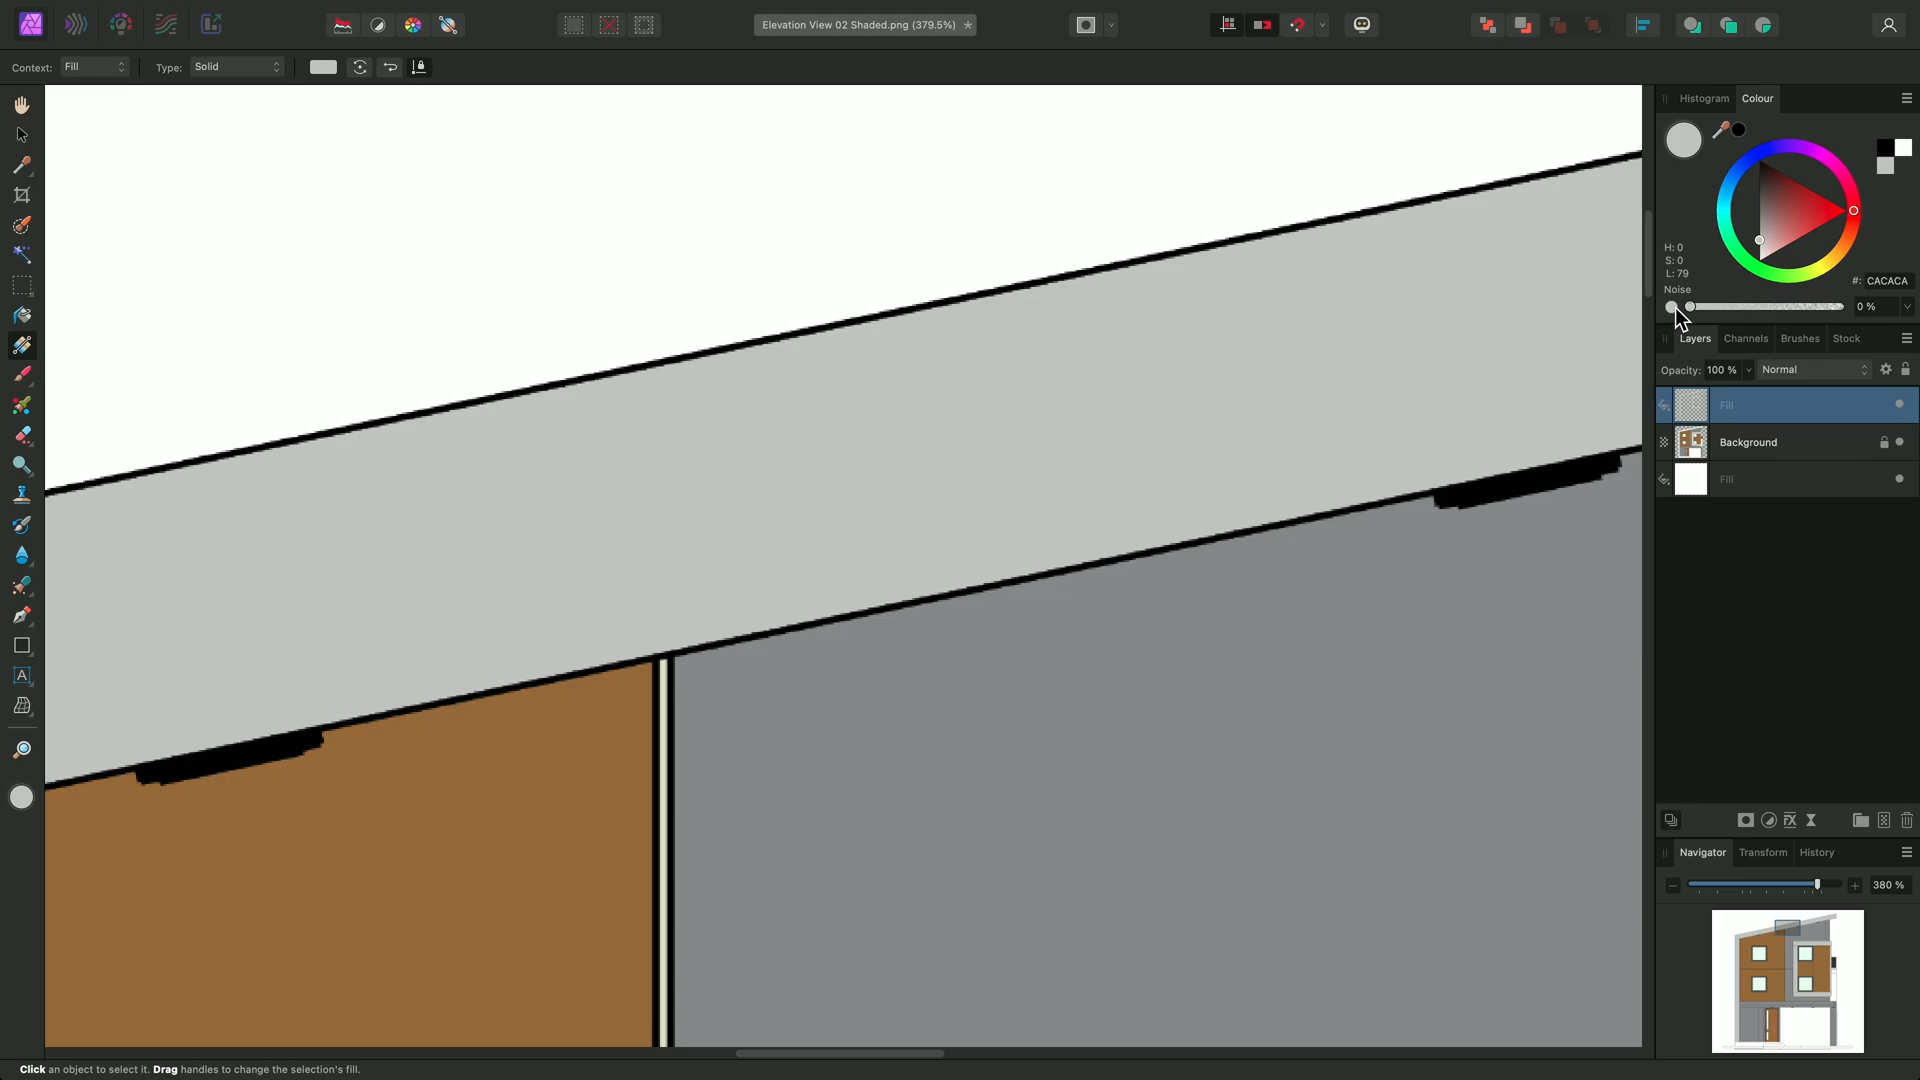 Elevation View 02 Shaded.png (379.5%) *
Context: Fill Type: Solid
Histogram Colour
H: 0
S: 0
L: 79
#: CACACA
Noise
0 %
Layers Channels Brushes Stock
Opacity: 100 % Normal
Fill
Background
Fill
A
Navigator Transform History
380 %
Click an object to select it. Drag handles to change the selection's fill.